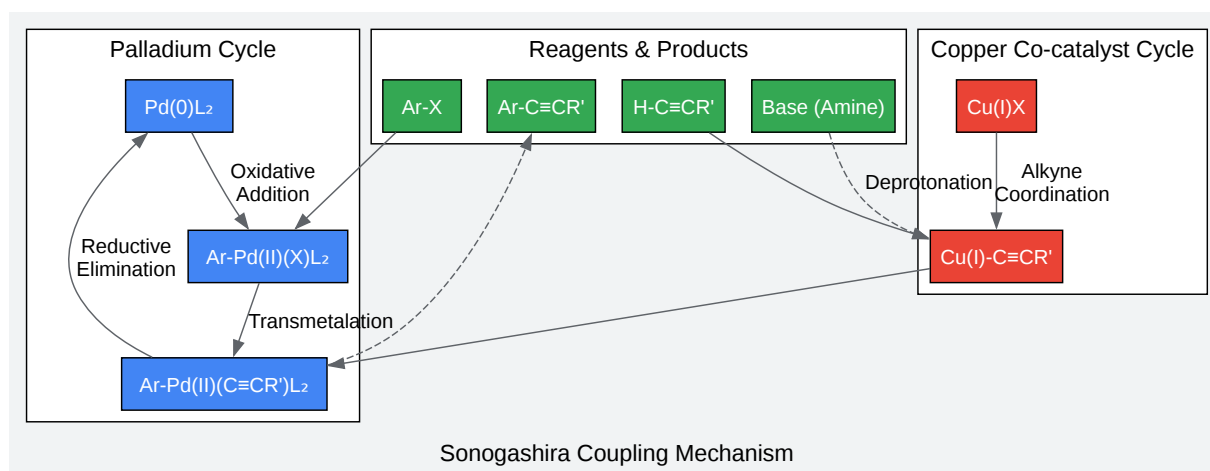 Palladium Cycle
Reagents & Products
Copper Co-catalyst Cycle
Pd(0)L₂
Ar-X
Ar-C≡CR'
H-C≡CR'
Base (Amine)
Cu(I)X
Oxidative
Addition
Deprotonation
Alkyne
Coordination
Reductive
Elimination
Ar-Pd(II)(X)L₂
Cu(I)-C≡CR'
Transmetalation
Ar-Pd(II)(C≡CR')L₂
Sonogashira Coupling Mechanism